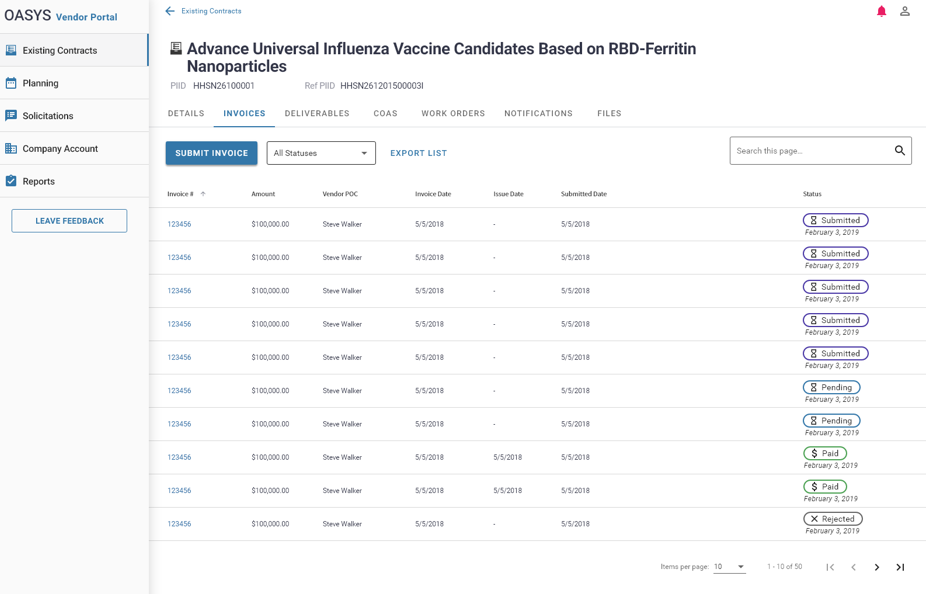 OASYS Vendor Portal
Existing Contracts
Planning
Solicitations
Company Account
Reports
LEAVE FEEDBACK
Existing Contracts
Advance Universal Influenza Vaccine Candidates Based on RBD-Ferritin
Nanoparticles
PIID HHSN26100001 Ref PIID HHSN261201500003I
DETAILS INVOICES DELIVERABLES COAS WORK ORDERS NOTIFICATIONS FILES
SUBMIT INVOICE All Statuses EXPORT LIST Search this page...
Invoice # Amount Vendor POC Invoice Date Issue Date Submitted Date Status
123456 $100,000.00 Steve Walker 5/5/2018 - 5/5/2018 Submitted
February 3, 2019
123456 $100,000.00 Steve Walker 5/5/2018 - 5/5/2018 Submitted
February 3, 2019
123456 $100,000.00 Steve Walker 5/5/2018 - 5/5/2018 Submitted
February 3, 2019
123456 $100,000.00 Steve Walker 5/5/2018 - 5/5/2018 Submitted
February 3, 2019
123456 $100,000.00 Steve Walker 5/5/2018 - 5/5/2018 Submitted
February 3, 2019
123456 $100,000.00 Steve Walker 5/5/2018 - 5/5/2018 Pending
February 3, 2019
123456 $100,000.00 Steve Walker 5/5/2018 - 5/5/2018 Pending
February 3, 2019
123456 $100,000.00 Steve Walker 5/5/2018 5/5/2018 5/5/2018 $ Paid
February 3, 2019
123456 $100,000.00 Steve Walker 5/5/2018 5/5/2018 5/5/2018 $ Paid
February 3, 2019
123456 $100,000.00 Steve Walker 5/5/2018 - 5/5/2018 Rejected
February 3, 2019
Items per page: 10 1 - 10 of 50